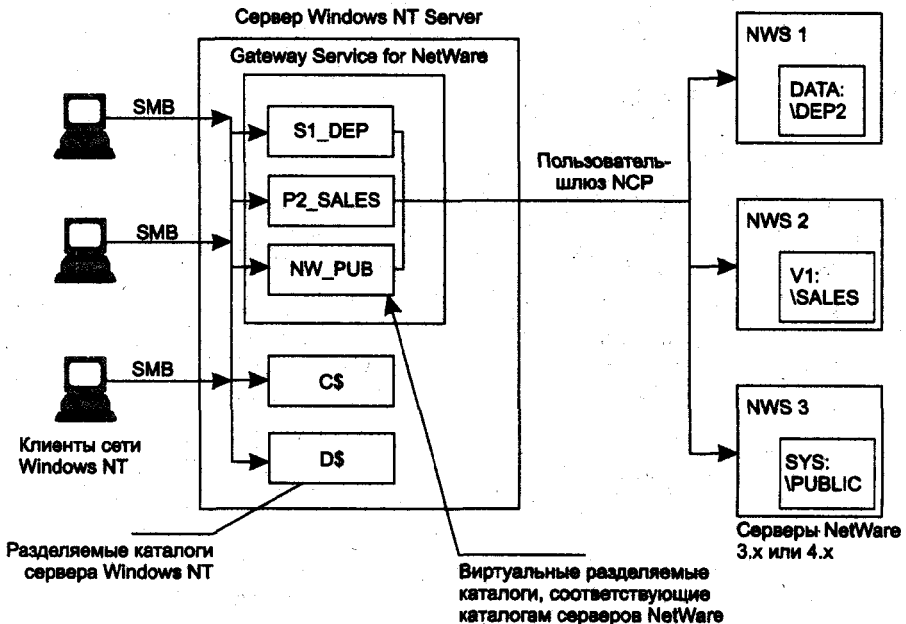 Сервер Windows NT Server
Gateway Service for NetWare
SMB
S1_DEP
P2_SALES
SMB
NW_PUB
SMB
C$
D$
Клиенты сети
Windows NT
Разделяемые каталоги
сервера Windows NT
Пользователь-
шлюз NCP
Виртуальные разделяемые
каталоги, соответствующие
каталогам серверов NetWare
NWS 1
DATA:
\DEP2
NWS 2
V1:
\SALES
NWS 3
SYS:
\PUBLIC
Серверы NetWare
3.x или 4.x